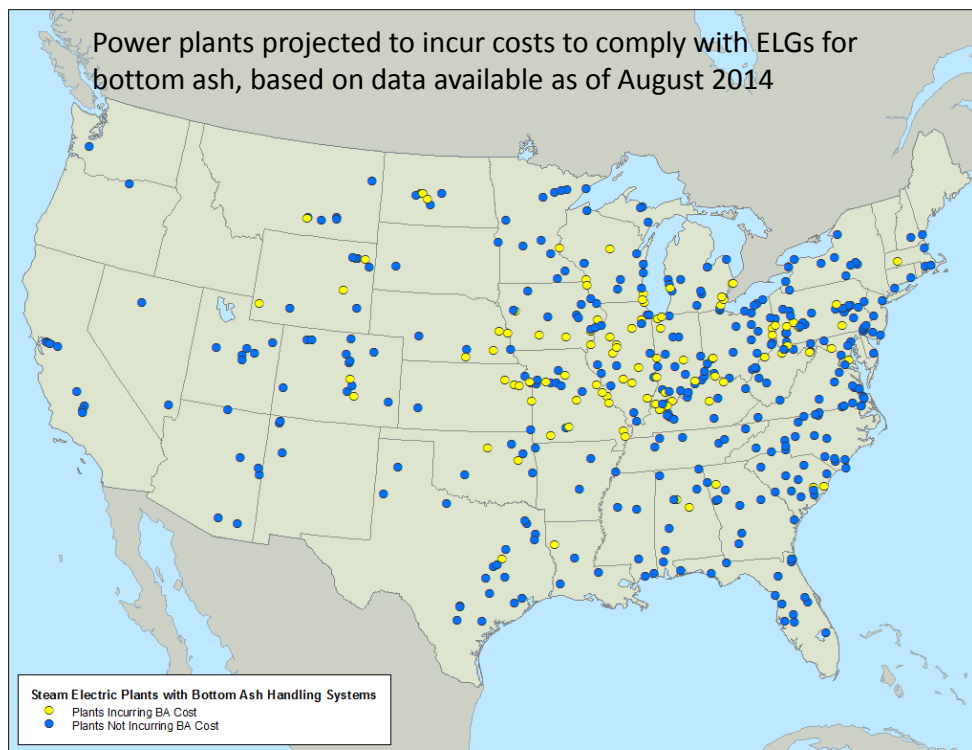 Power plants projected to incur costs to comply with ELGs for
bottom ash, based on data available as of August 2014
Steam Electric Plants with Bottom Ash Handling Systems
Plants Incurring BA Cost
Plants Not Incurring BA Cost